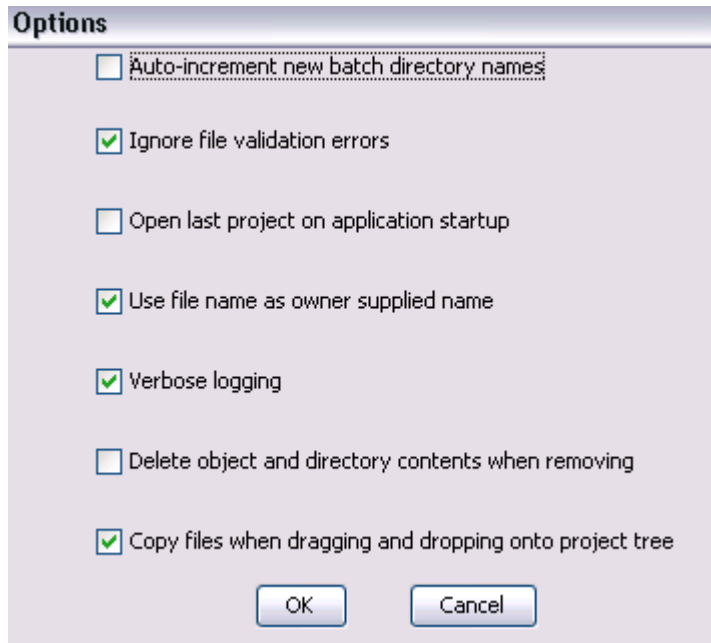 Options
Auto-increment new batch directory names
Ignore file validation errors
Open last project on application startup
Use file name as owner supplied name
Verbose logging
Delete object and directory contents when removing
Copy files when dragging and dropping onto project tree
OK Cancel